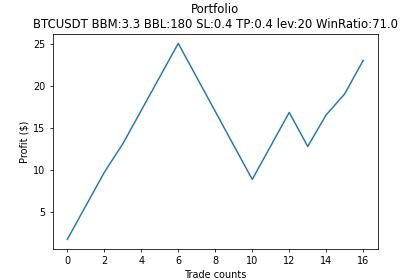 Portfolio
BTCUSDT BBM:3.3 BBL:180 SL:0.4 TP:0.4 lev:20 WinRatio:71.0
25
20
15
10
5
Profit ($)
0 2 4 6 8 10 12 14 16
Trade counts